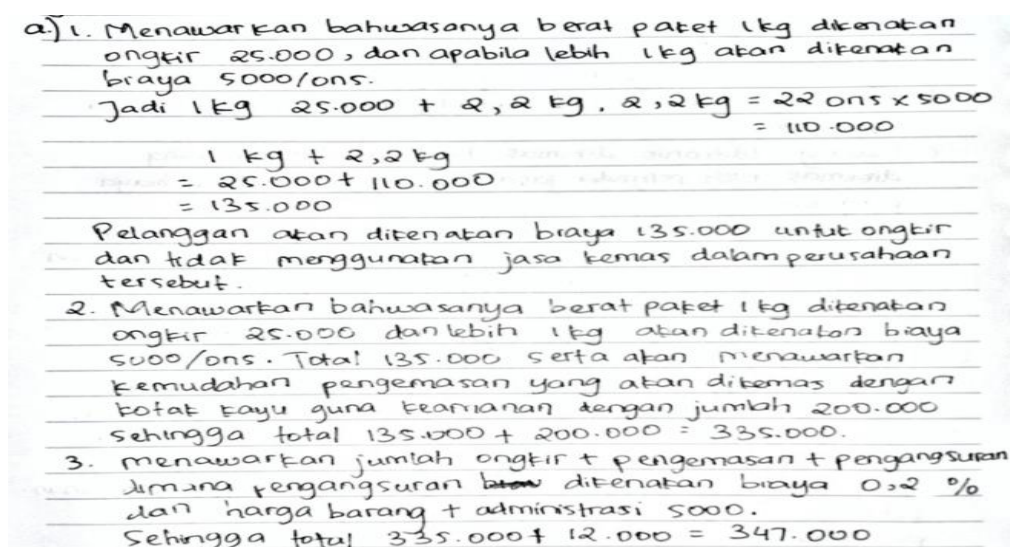 a.) 1. Menawarkan bahwasanya berat paket 1kg dikenakan
ongkir 25.000, dan apabila lebih 1kg akan dikenakan
biaya 5000/ons.
Jadi 1 kg 25.000 + 2,2 kg. 2,2 kg = 22 ons x 5000
= 110.000
1 kg + 2,2 kg
= 25.000 + 110.000
= 135.000
Pelanggan akan dikenakan biaya 135.000 untuk ongkir
dan tidak menggunakan jasa kemas dalam perusahaan
tersebut.
2. Menawarkan bahwasanya berat paket 1 kg dikenakan
ongkir 25.000 dan lebih 1 kg akan dikenakan biaya
5000/ons. Total 135.000 serta akan menawarkan
kemudahan pengemasan yang akan dikemas dengan
kotak kayu guna keamanan dengan jumlah 200.000
sehingga total 135.000 + 200.000 = 335.000.
3. menawarkan jumlah ongkir + pengemasan + pengangsuran
dimana pengangsuran dikenakan biaya 0,2 %
dan harga barang + administrasi 5000.
Sehingga total 335.000 + 12.000 = 347.000